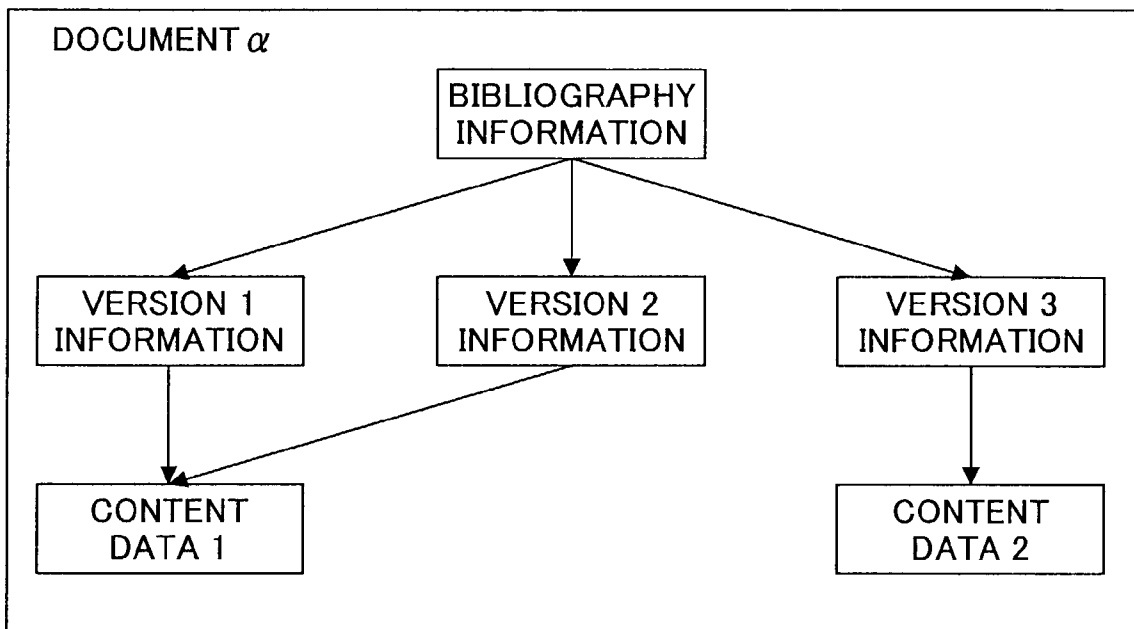 DOCUMENT α
BIBLIOGRAPHY
INFORMATION
VERSION 1
INFORMATION
VERSION 2
INFORMATION
VERSION 3
INFORMATION
CONTENT
DATA 1
CONTENT
DATA 2